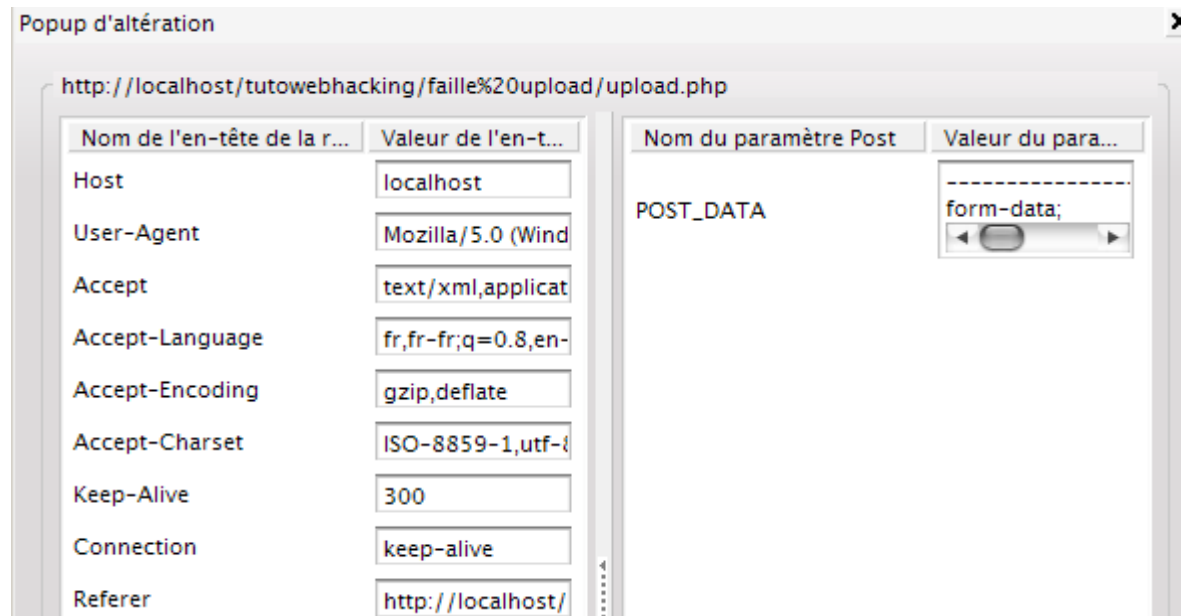 Popup d'altération
http://localhost/tutowebhacking/faille%20upload/upload.php
Nom de l'en-tête de la r... Valeur de l'en-t...
Host localhost
User-Agent Mozilla/5.0 (Wind
Accept text/xml,applicat
Accept-Language fr,fr-fr;q=0.8,en-
Accept-Encoding gzip,deflate
Accept-Charset ISO-8859-1,utf-8
Keep-Alive 300
Connection keep-alive
Referer http://localhost/
Nom du paramètre Post Valeur du para...
----------------
POST_DATA form-data;